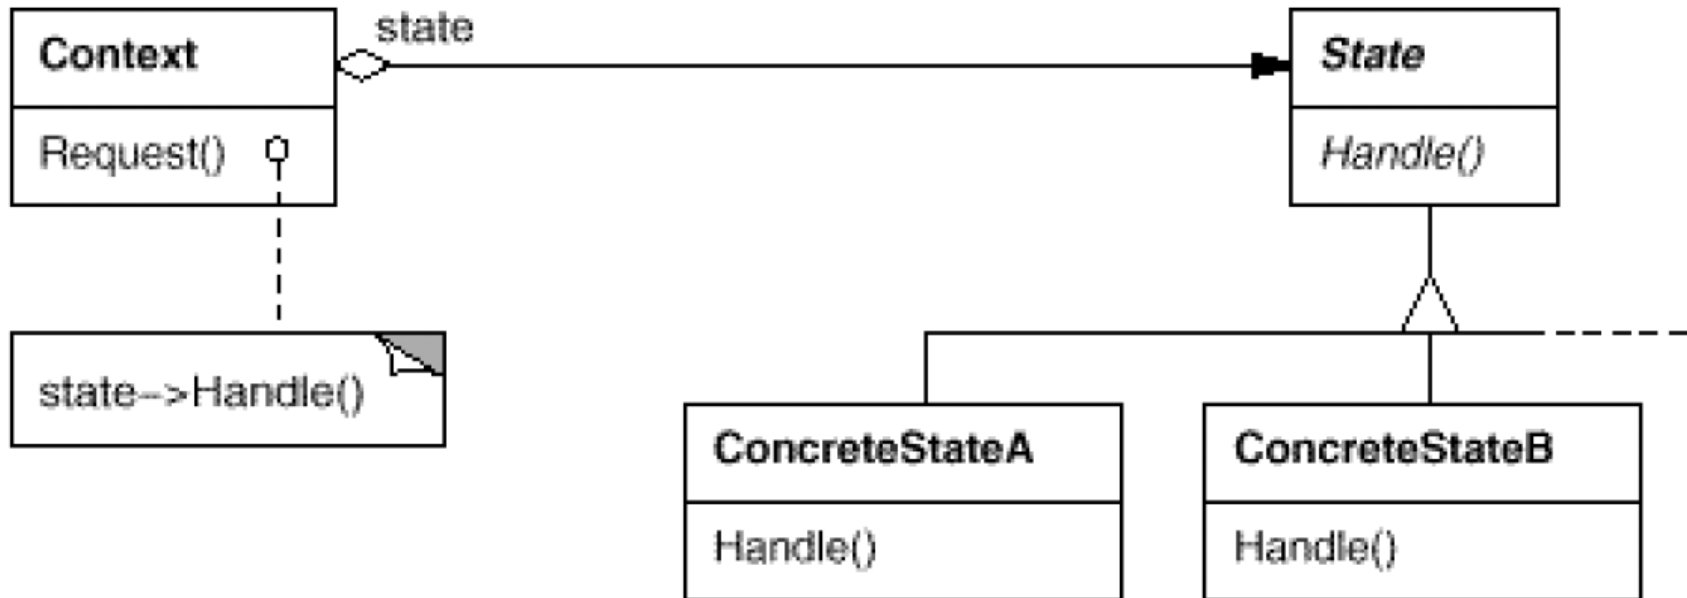 state
Context
State
Request()
Handle()
state–>Handle()
ConcreteStateA
ConcreteStateB
Handle()
Handle()